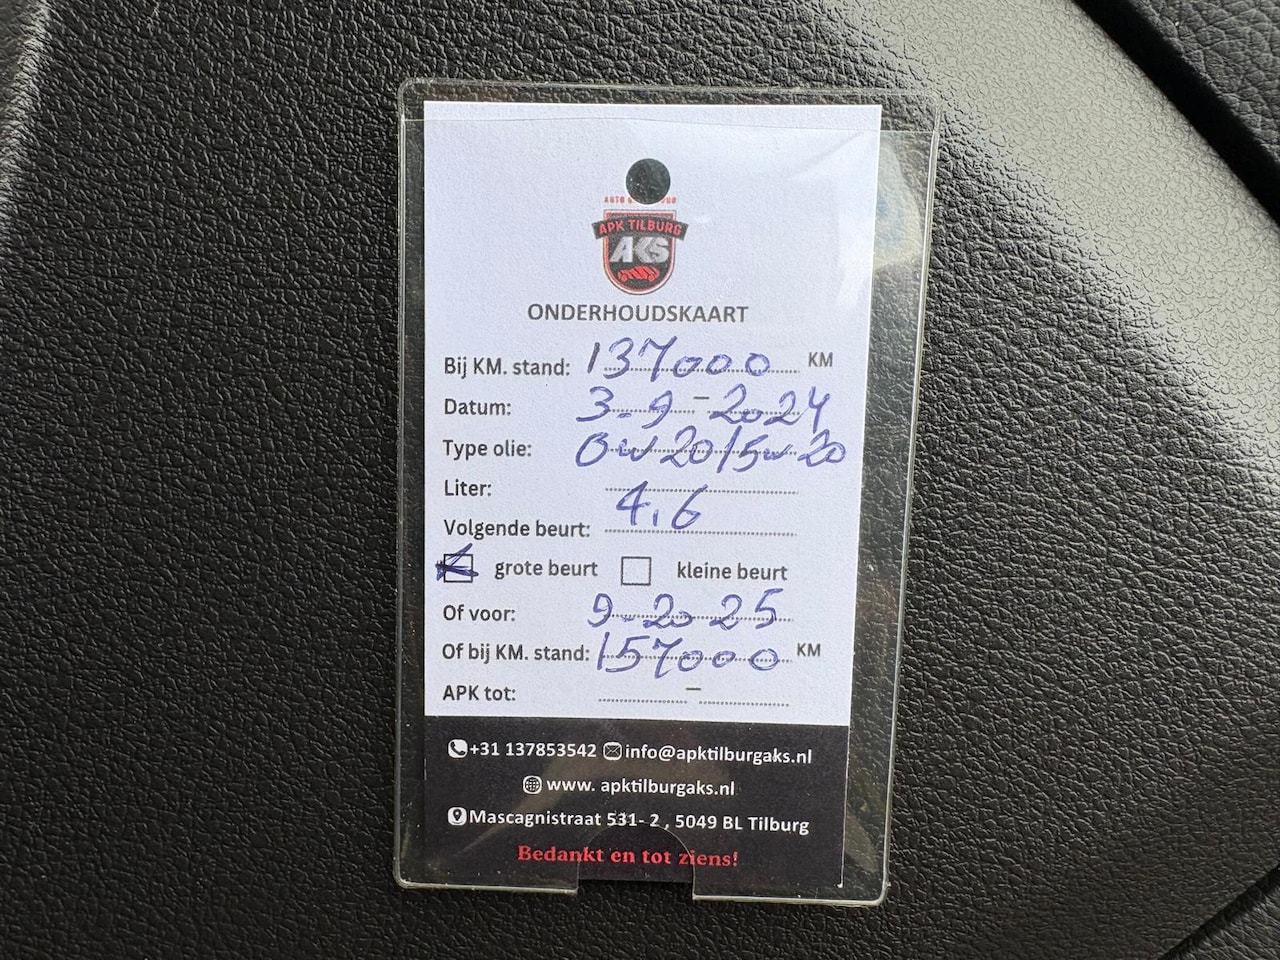 APK TILBURG
AKS
ONDERHOUDSKAART
Bij KM. stand: 137000 KM
Datum: 3-9-2024
Type olie: 0w20/5w20
Liter: 4,6
Volgende beurt:
grote beurt kleine beurt
Of voor: 9-2025
Of bij KM. stand: 157000 KM
APK tot: –
+31 137853542 info@apktilburgaks.nl
www. apktilburgaks.nl
Mascagnistraat 531- 2 , 5049 BL Tilburg
Bedankt en tot ziens!